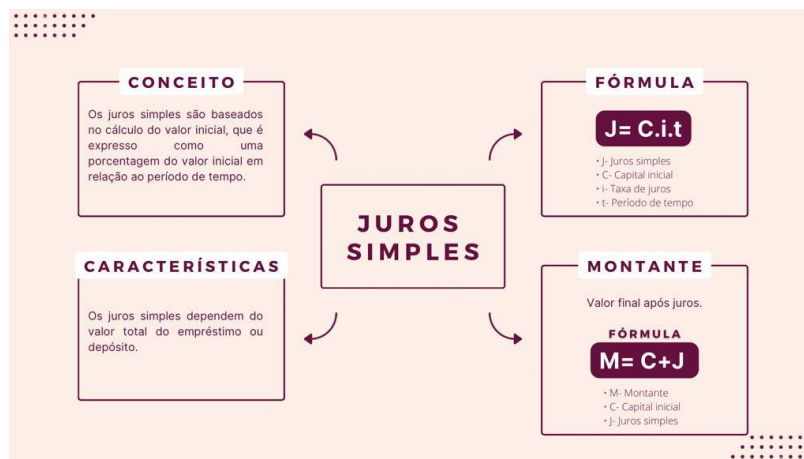 CONCEITO
Os juros simples são baseados
no cálculo do valor inicial, que é
expresso como uma
porcentagem do valor inicial em
relação ao período de tempo.
FÓRMULA
J= C.i.t
• J- Juros simples
• C- Capital inicial
• i- Taxa de juros
• t- Período de tempo
JUROS
SIMPLES
CARACTERÍSTICAS
Os juros simples dependem do
valor total do empréstimo ou
depósito.
MONTANTE
Valor final após juros.
FÓRMULA
M= C+J
• M- Montante
• C- Capital inicial
• J- Juros simples